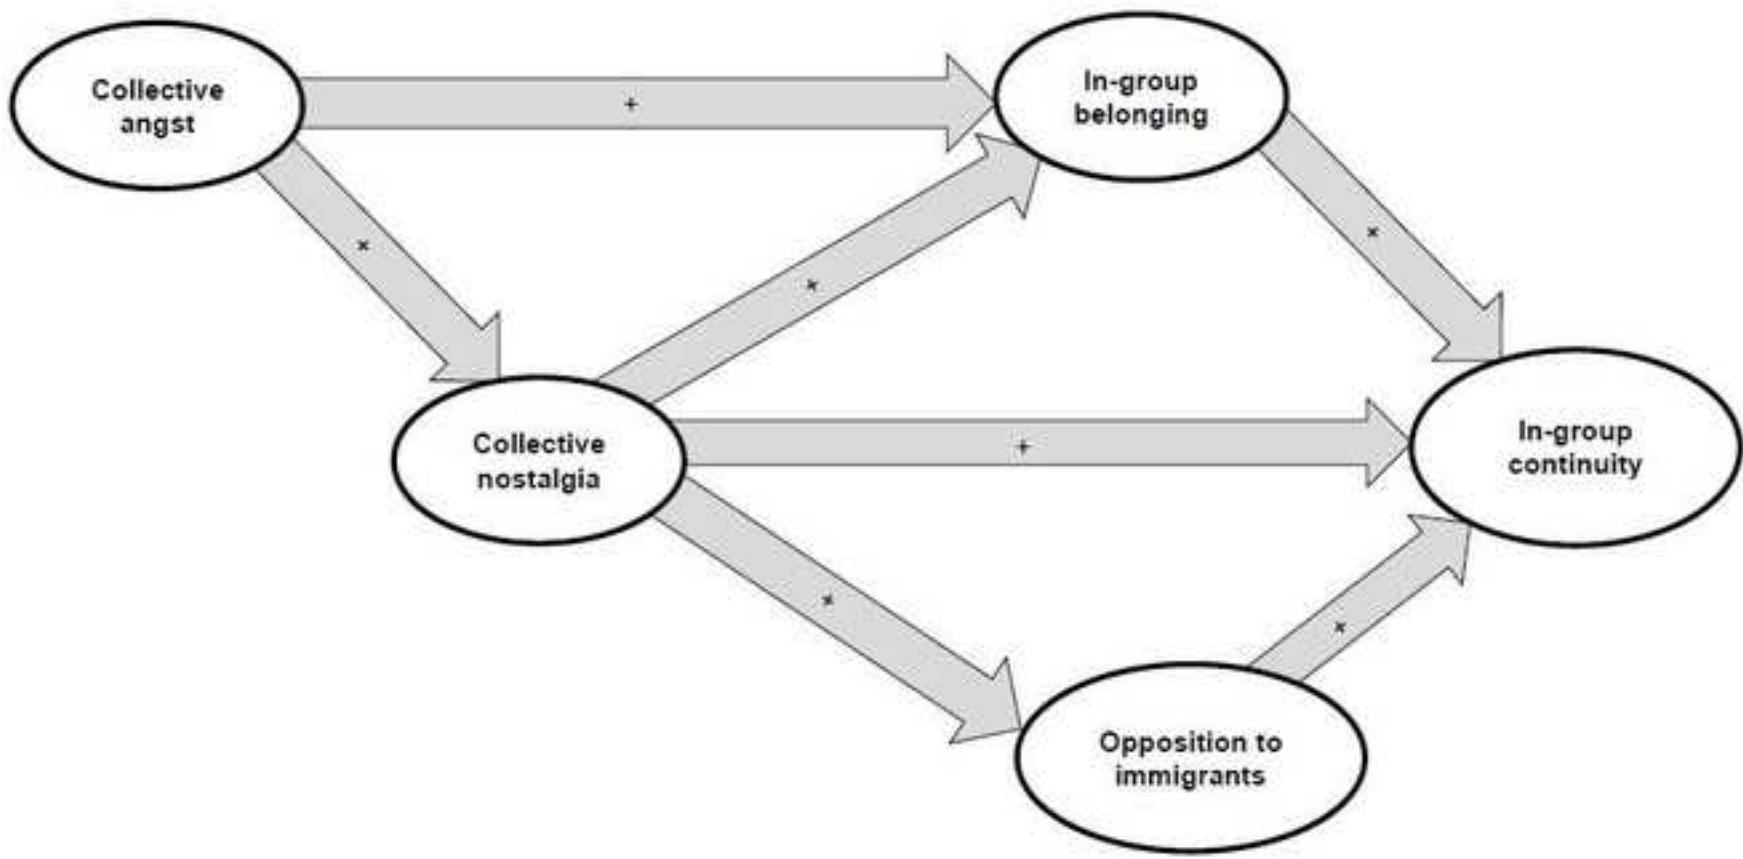 Collective
angst
+
In-group
belonging
+
+
+
Collective
nostalgia
+
In-group
continuity
+
+
Opposition to
immigrants